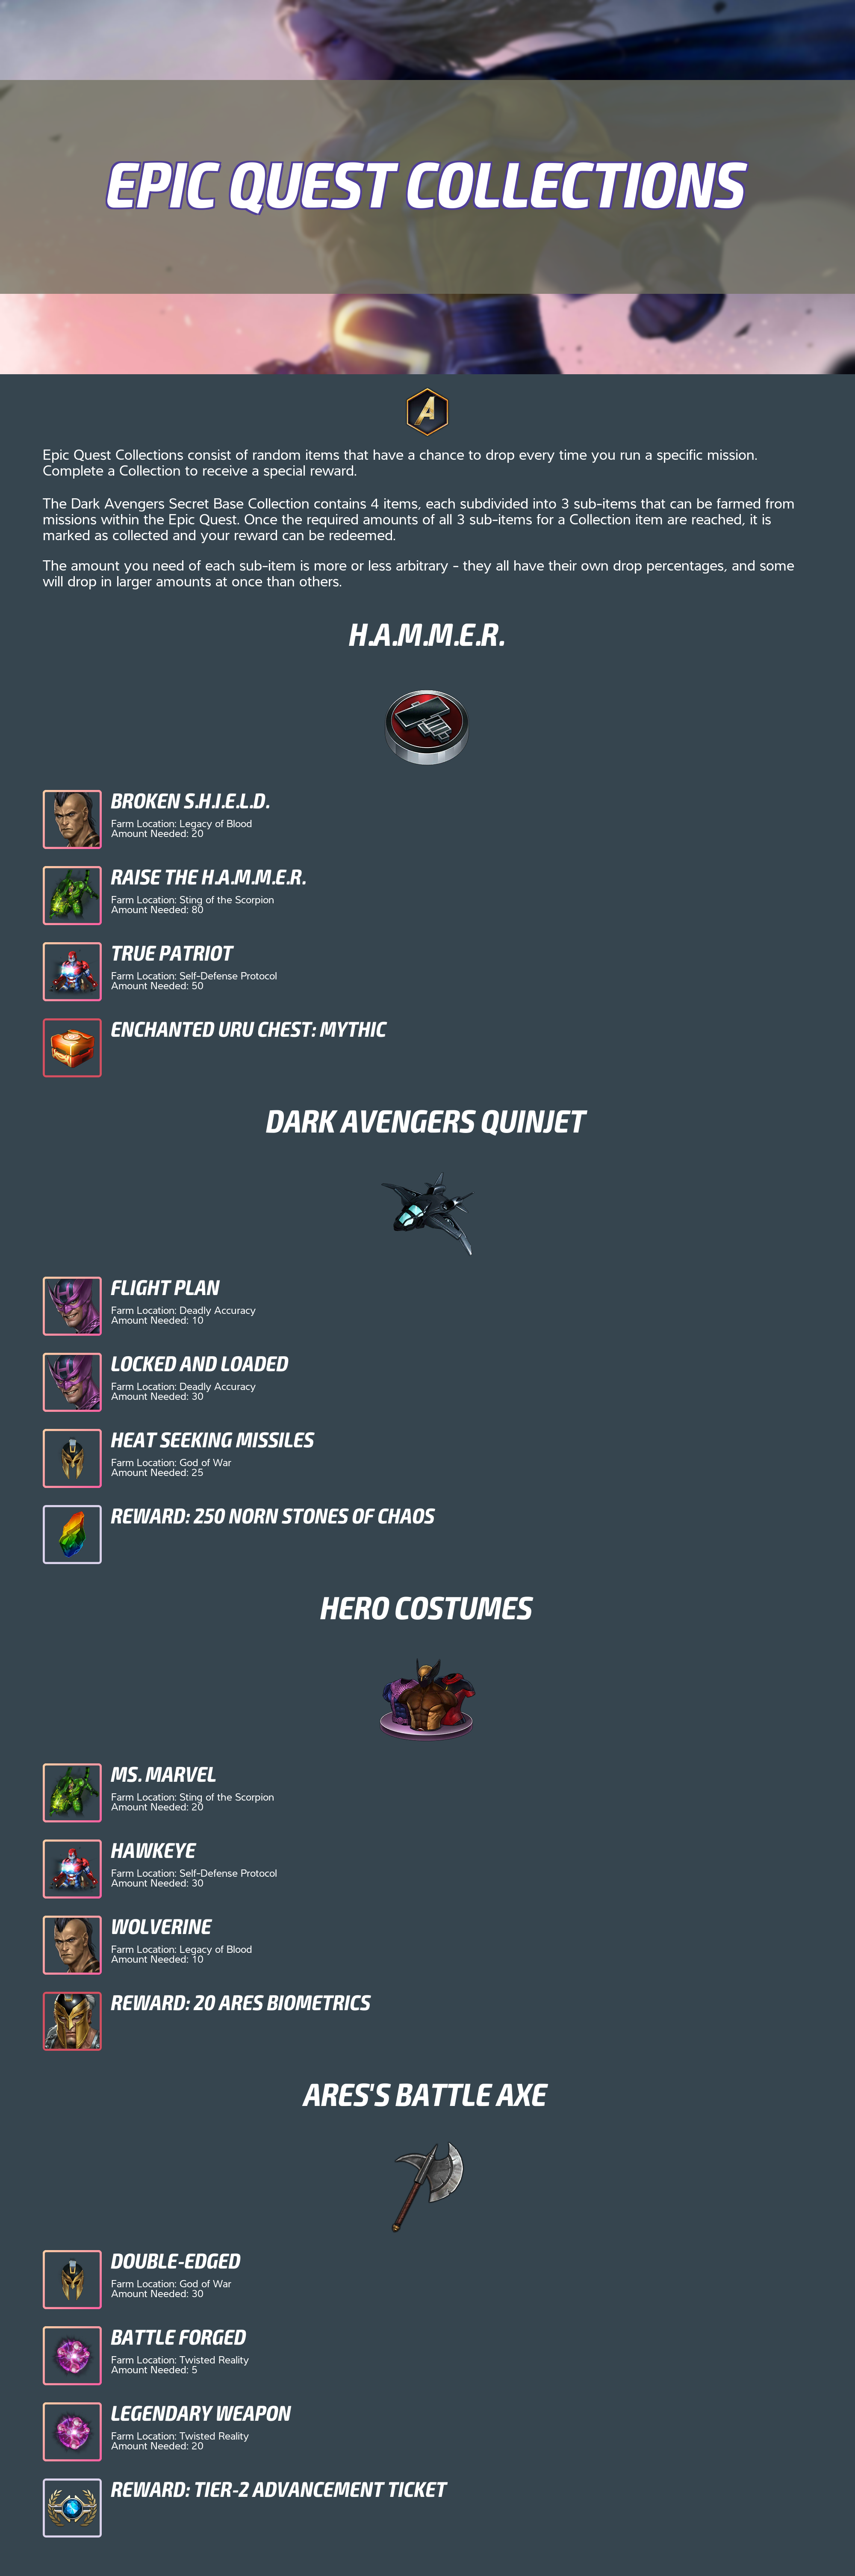 EPIC QUEST COLLECTIONS
A
Epic Quest Collections consist of random items that have a chance to drop every time you run a specific mission.
Complete a Collection to receive a special reward.
The Dark Avengers Secret Base Collection contains 4 items, each subdivided into 3 sub-items that can be farmed from
missions within the Epic Quest. Once the required amounts of all 3 sub-items for a Collection item are reached, it is
marked as collected and your reward can be redeemed.
The amount you need of each sub-item is more or less arbitrary - they all have their own drop percentages, and some
will drop in larger amounts at once than others.
H.A.M.M.E.R.
BROKEN S.H.I.E.L.D.
Farm Location: Legacy of Blood
Amount Needed: 20
RAISE THE H.A.M.M.E.R.
Farm Location: Sting of the Scorpion
Amount Needed: 80
TRUE PATRIOT
Farm Location: Self-Defense Protocol
Amount Needed: 50
ENCHANTED URU CHEST: MYTHIC
DARK AVENGERS QUINJET
FLIGHT PLAN
Farm Location: Deadly Accuracy
Amount Needed: 10
LOCKED AND LOADED
Farm Location: Deadly Accuracy
Amount Needed: 30
HEAT SEEKING MISSILES
Farm Location: God of War
Amount Needed: 25
REWARD: 250 NORN STONES OF CHAOS
HERO COSTUMES
MS. MARVEL
Farm Location: Sting of the Scorpion
Amount Needed: 20
HAWKEYE
Farm Location: Self-Defense Protocol
Amount Needed: 30
WOLVERINE
Farm Location: Legacy of Blood
Amount Needed: 10
REWARD: 20 ARES BIOMETRICS
ARES'S BATTLE AXE
DOUBLE-EDGED
Farm Location: God of War
Amount Needed: 30
BATTLE FORGED
Farm Location: Twisted Reality
Amount Needed: 5
LEGENDARY WEAPON
Farm Location: Twisted Reality
Amount Needed: 20
REWARD: TIER-2 ADVANCEMENT TICKET